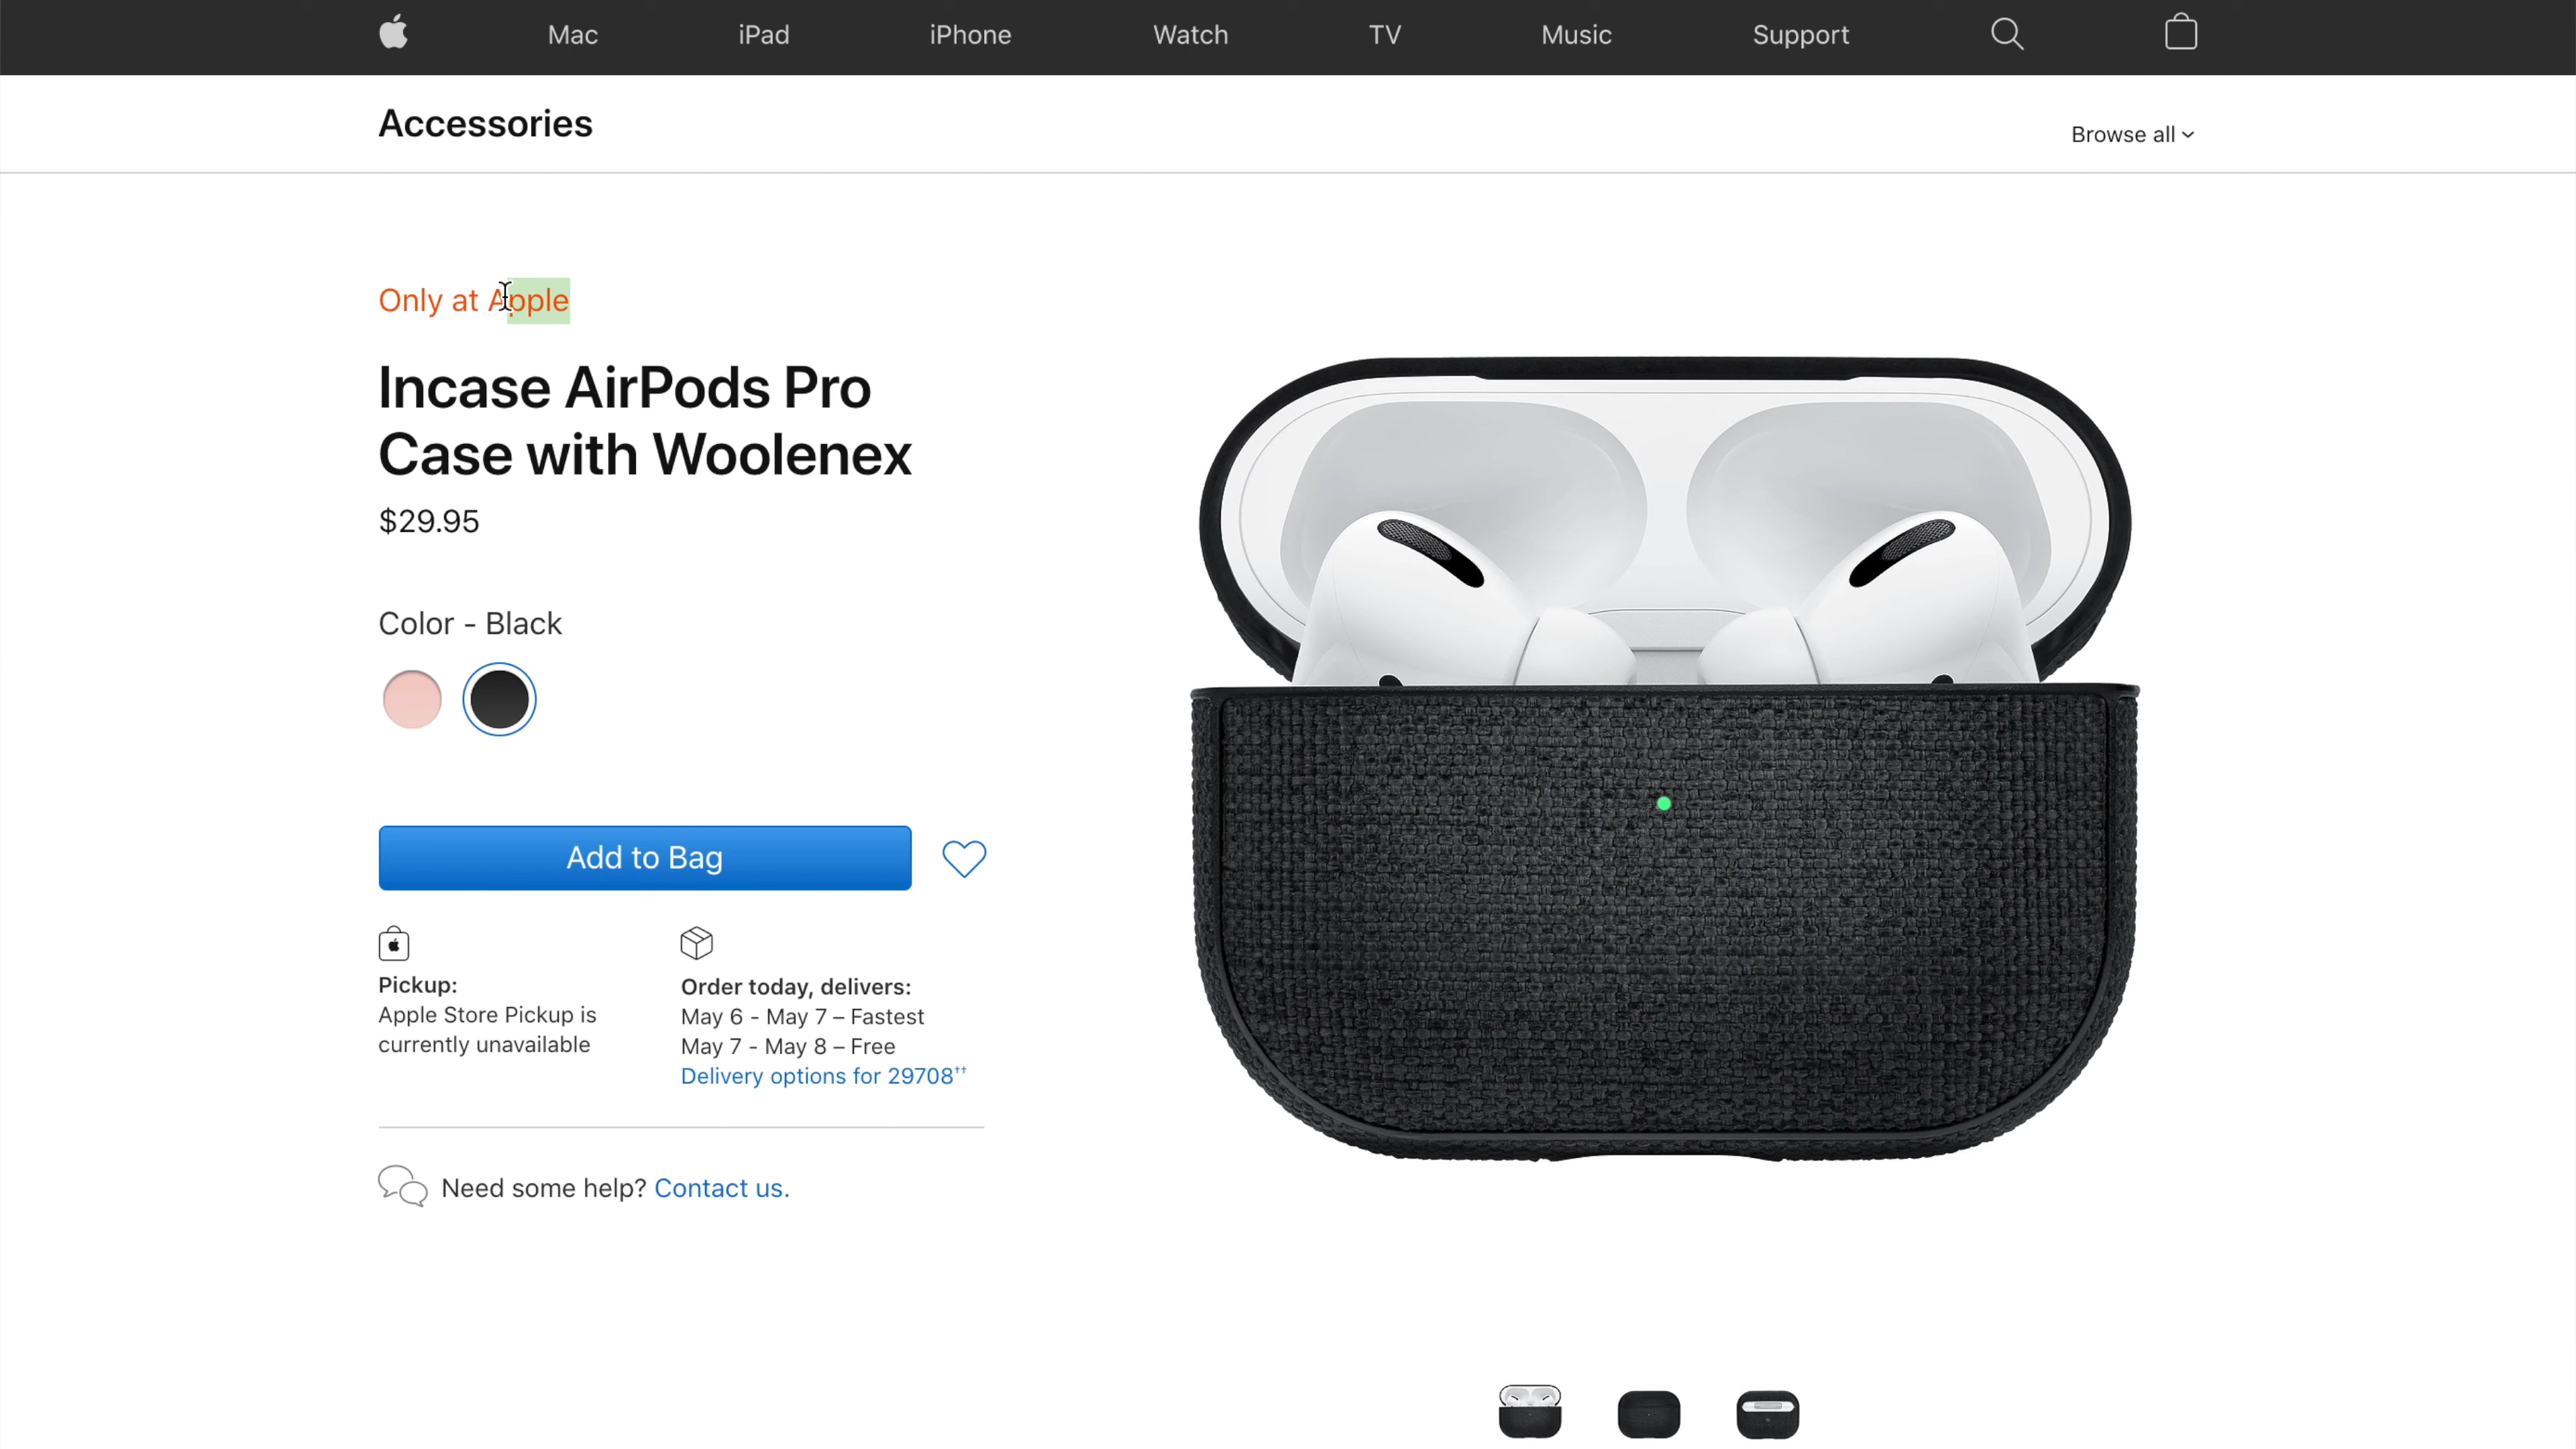 Mac iPad iPhone Watch TV Music Support
Accessories
Browse all
Only at Apple
Incase AirPods Pro
Case with Woolenex
$29.95
Color - Black
Add to Bag
Pickup:
Apple Store Pickup is
currently unavailable
Order today, delivers:
May 6 - May 7 – Fastest
May 7 - May 8 – Free
Delivery options for 29708††
Need some help? Contact us.